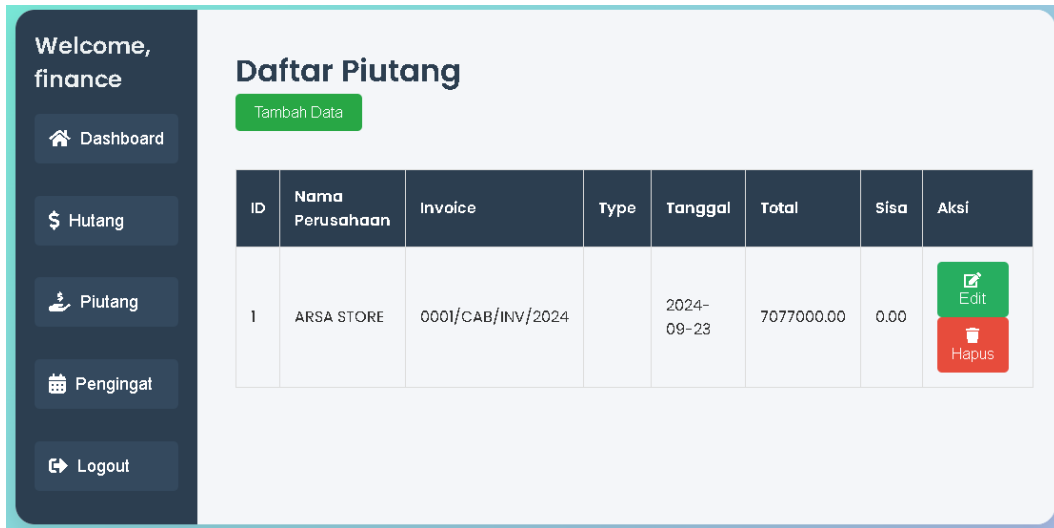 Welcome,
finance
Dashboard
Hutang
Piutang
Pengingat
Logout
Daftar Piutang
Tambah Data
ID Nama Perusahaan Invoice Type Tanggal Total Sisa Aksi
1 ARSA STORE 0001/CAB/INV/2024 2024-09-23 7077000.00 0.00
Edit
Hapus